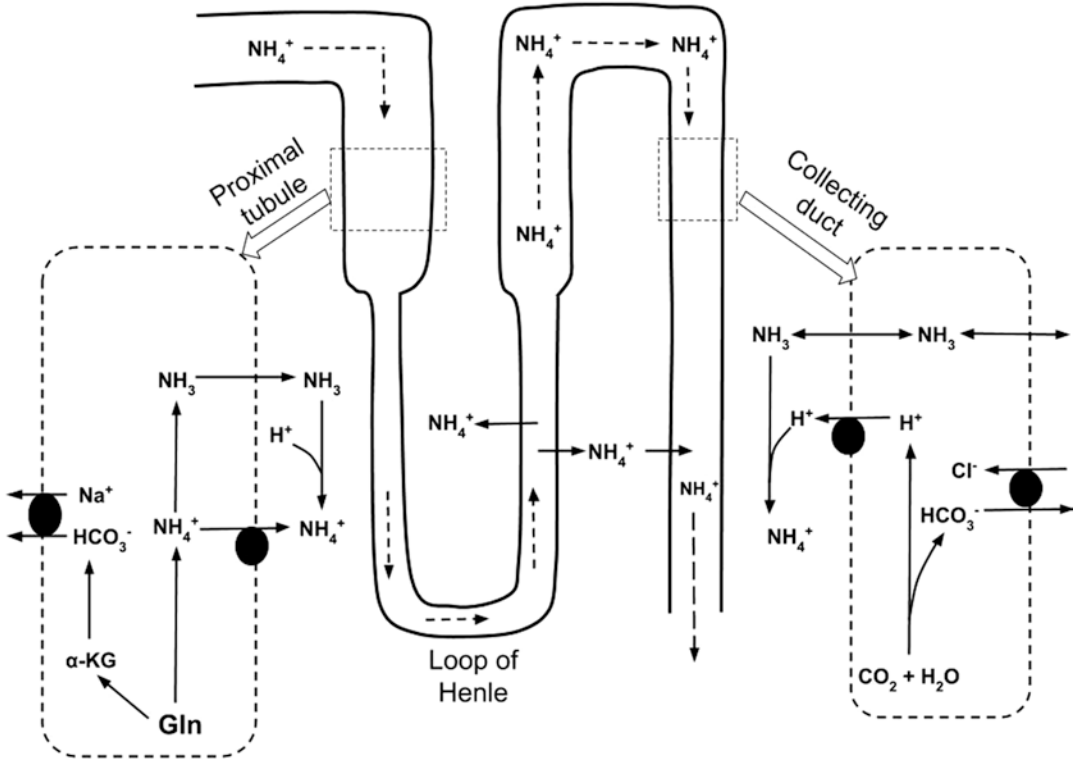 NH₄⁺
NH₄⁺ NH₄⁺
Proximal
tubule
Collecting
duct
NH₄⁺
NH₃ NH₃
H⁺
Na⁺
HCO₃⁻
NH₄⁺ NH₄⁺
α-KG
Gln
NH₄⁺
NH₄⁺
NH₄⁺
Loop of
Henle
NH₃ NH₃
H⁺ H⁺
Cl⁻
HCO₃⁻
NH₄⁺
CO₂ + H₂O